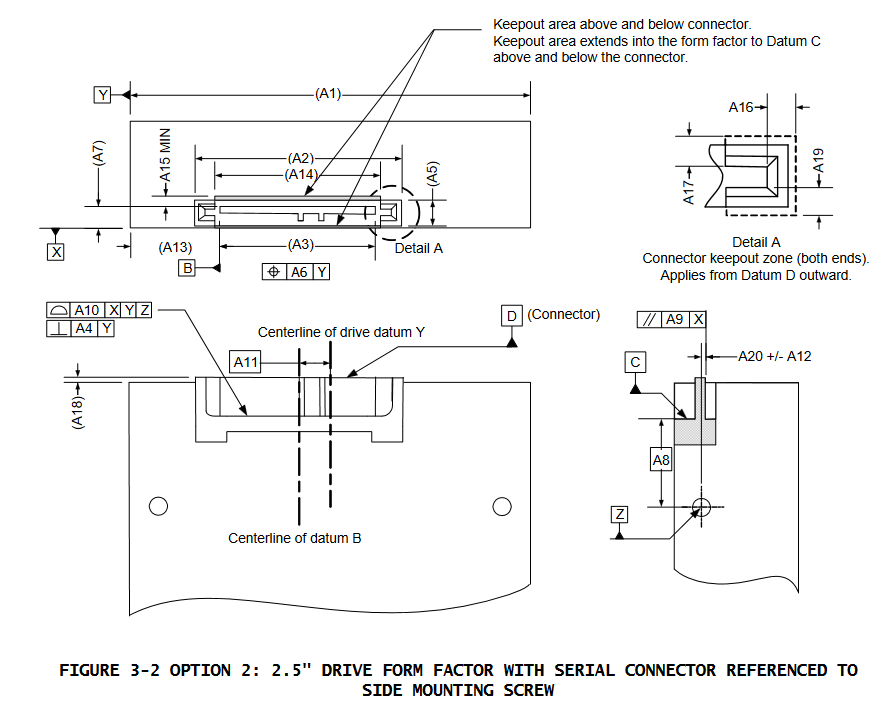 Keepout area above and below connector.
Keepout area extends into the form factor to Datum C
above and below the connector.
Y
(A1)
A16
(A7)
A15 MIN
(A2)
(A14)
(A5)
A17
A19
X
(A13)
(A3)
Detail A
B
A6 Y
Detail A
Connector keepout zone (both ends).
Applies from Datum D outward.
A10 X Y Z
A4 Y
Centerline of drive datum Y
D (Connector)
// A9 X
A11
C
A20 +/- A12
(A18)
A8
Z
Centerline of datum B
FIGURE 3-2 OPTION 2: 2.5" DRIVE FORM FACTOR WITH SERIAL CONNECTOR REFERENCED TO
SIDE MOUNTING SCREW